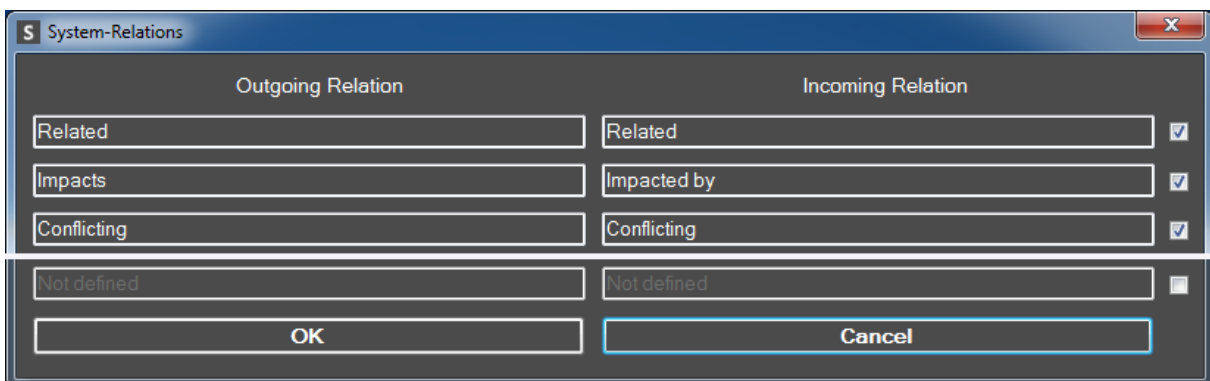 S System-Relations
Outgoing Relation Incoming Relation
Related Related
Impacts Impacted by
Conflicting Conflicting
Not defined Not defined
OK Cancel